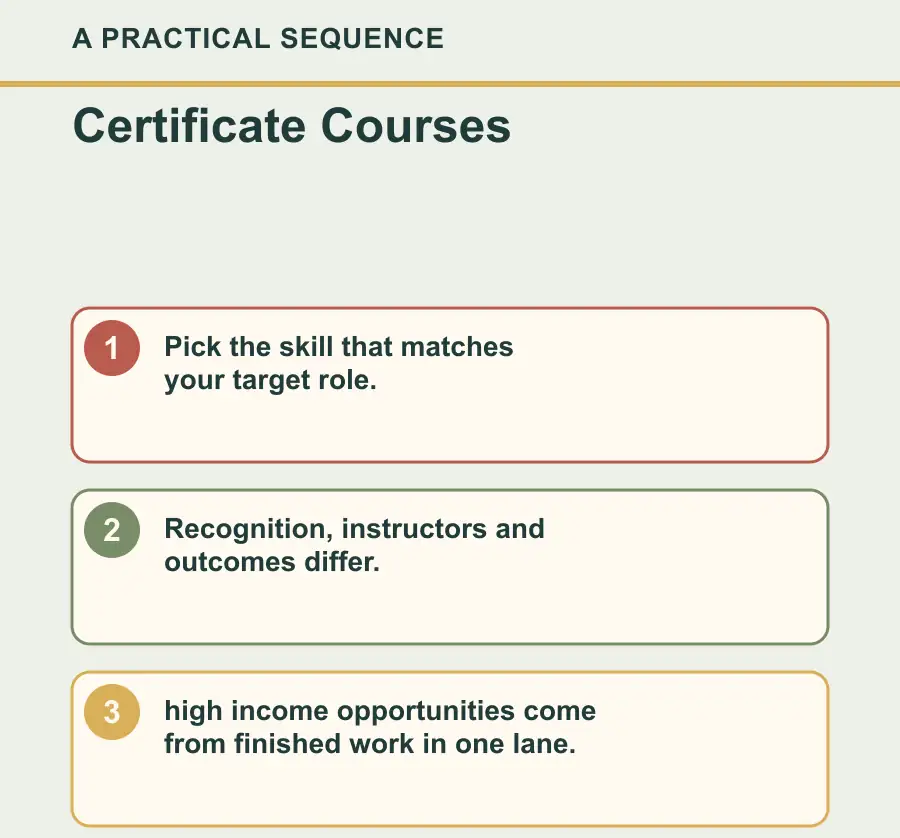 A PRACTICAL SEQUENCE
Certificate Courses
1
Pick the skill that matches
your target role.
2
Recognition, instructors and
outcomes differ.
3
high income opportunities come
from finished work in one lane.